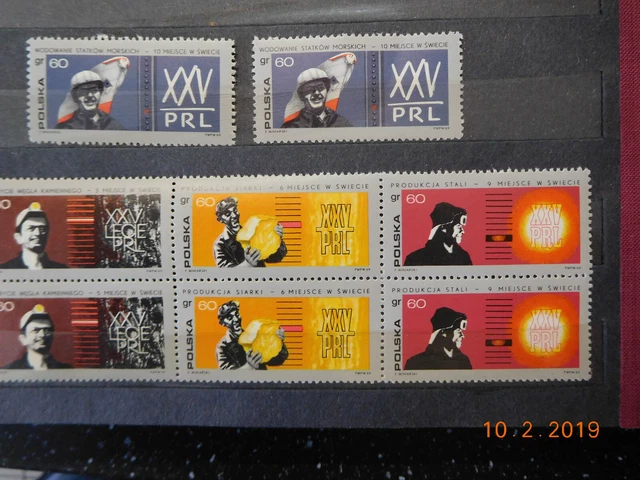 WODOWANIE STATKÓW MORSKICH - 10 MIEJSCE W ŚWIECIE
gr 60
POLSKA
XXV
PRL
WODOWANIE STATKÓW MORSKICH - 10 MIEJSCE W ŚWIECIE
gr 60
POLSKA
XXV
PRL
WĘGLA KAMIENNEGO - MIEJSCE W ŚWIECIE
60
XXV
LECIE
PRL
PRODUKCJA SIARKI - 6 MIEJSCE W ŚWIECIE
gr 60
POLSKA
XXV
PRL
PRODUKCJA STALI - 9 MIEJSCE W ŚWIECIE
gr 60
POLSKA
XXV
PRL
WĘGLA KAMIENNEGO - MIEJSCE W ŚWIECIE
60
XXV
LECIE
PRL
PRODUKCJA SIARKI - 6 MIEJSCE W ŚWIECIE
gr 60
POLSKA
XXV
PRL
PRODUKCJA STALI - 9 MIEJSCE W ŚWIECIE
gr 60
POLSKA
XXV
PRL
10.2.2019